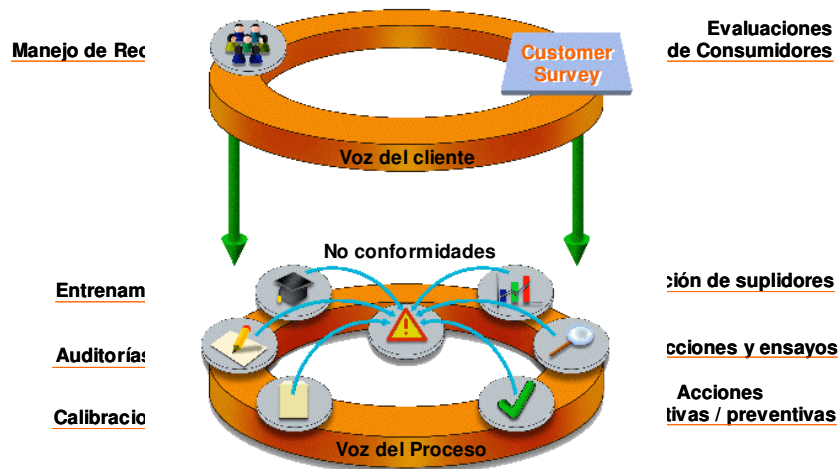 Manejo de Rec
Evaluaciones
de Consumidores
Customer
Survey
Voz del cliente
No conformidades
Entrenam
ción de suplidores
Auditorías
cciones y ensayos
Calibracio
Acciones
tivas / preventivas
Voz del Proceso